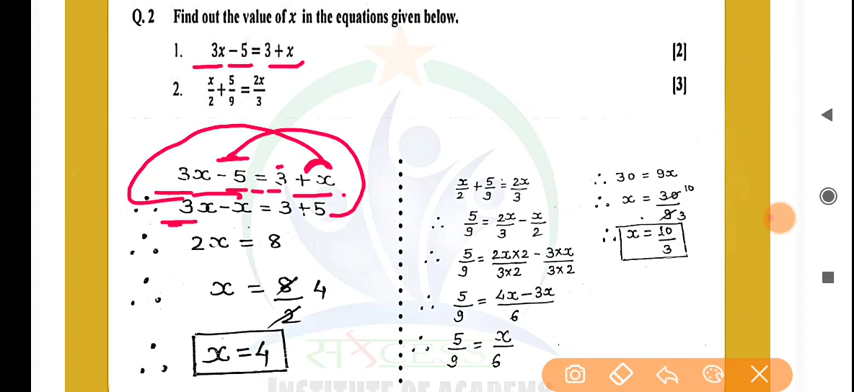 Q.2 Find out the value of x in the equations given below.
1. 3x – 5 = 3 + x |2|
2. x/2 + 5/9 = 2x/3 |3|
3x - 5 = 3 + x
∴ 3x - x = 3 + 5
∴ 2x = 8
∴ x = 8/2 4
∴ x = 4
x/2 + 5/9 = 2x/3
∴ 5/9 = 2x/3 - x/2
∴ 5/9 = 2x×2/3×2 - 3×x/3×2
∴ 5/9 = 4x-3x/6
∴ 5/9 = x/6
∴ 30 = 9x
∴ x = 30/9 10 3
∴ x = 10/3
सक्सेस
INSTITUTE OF ACADEM